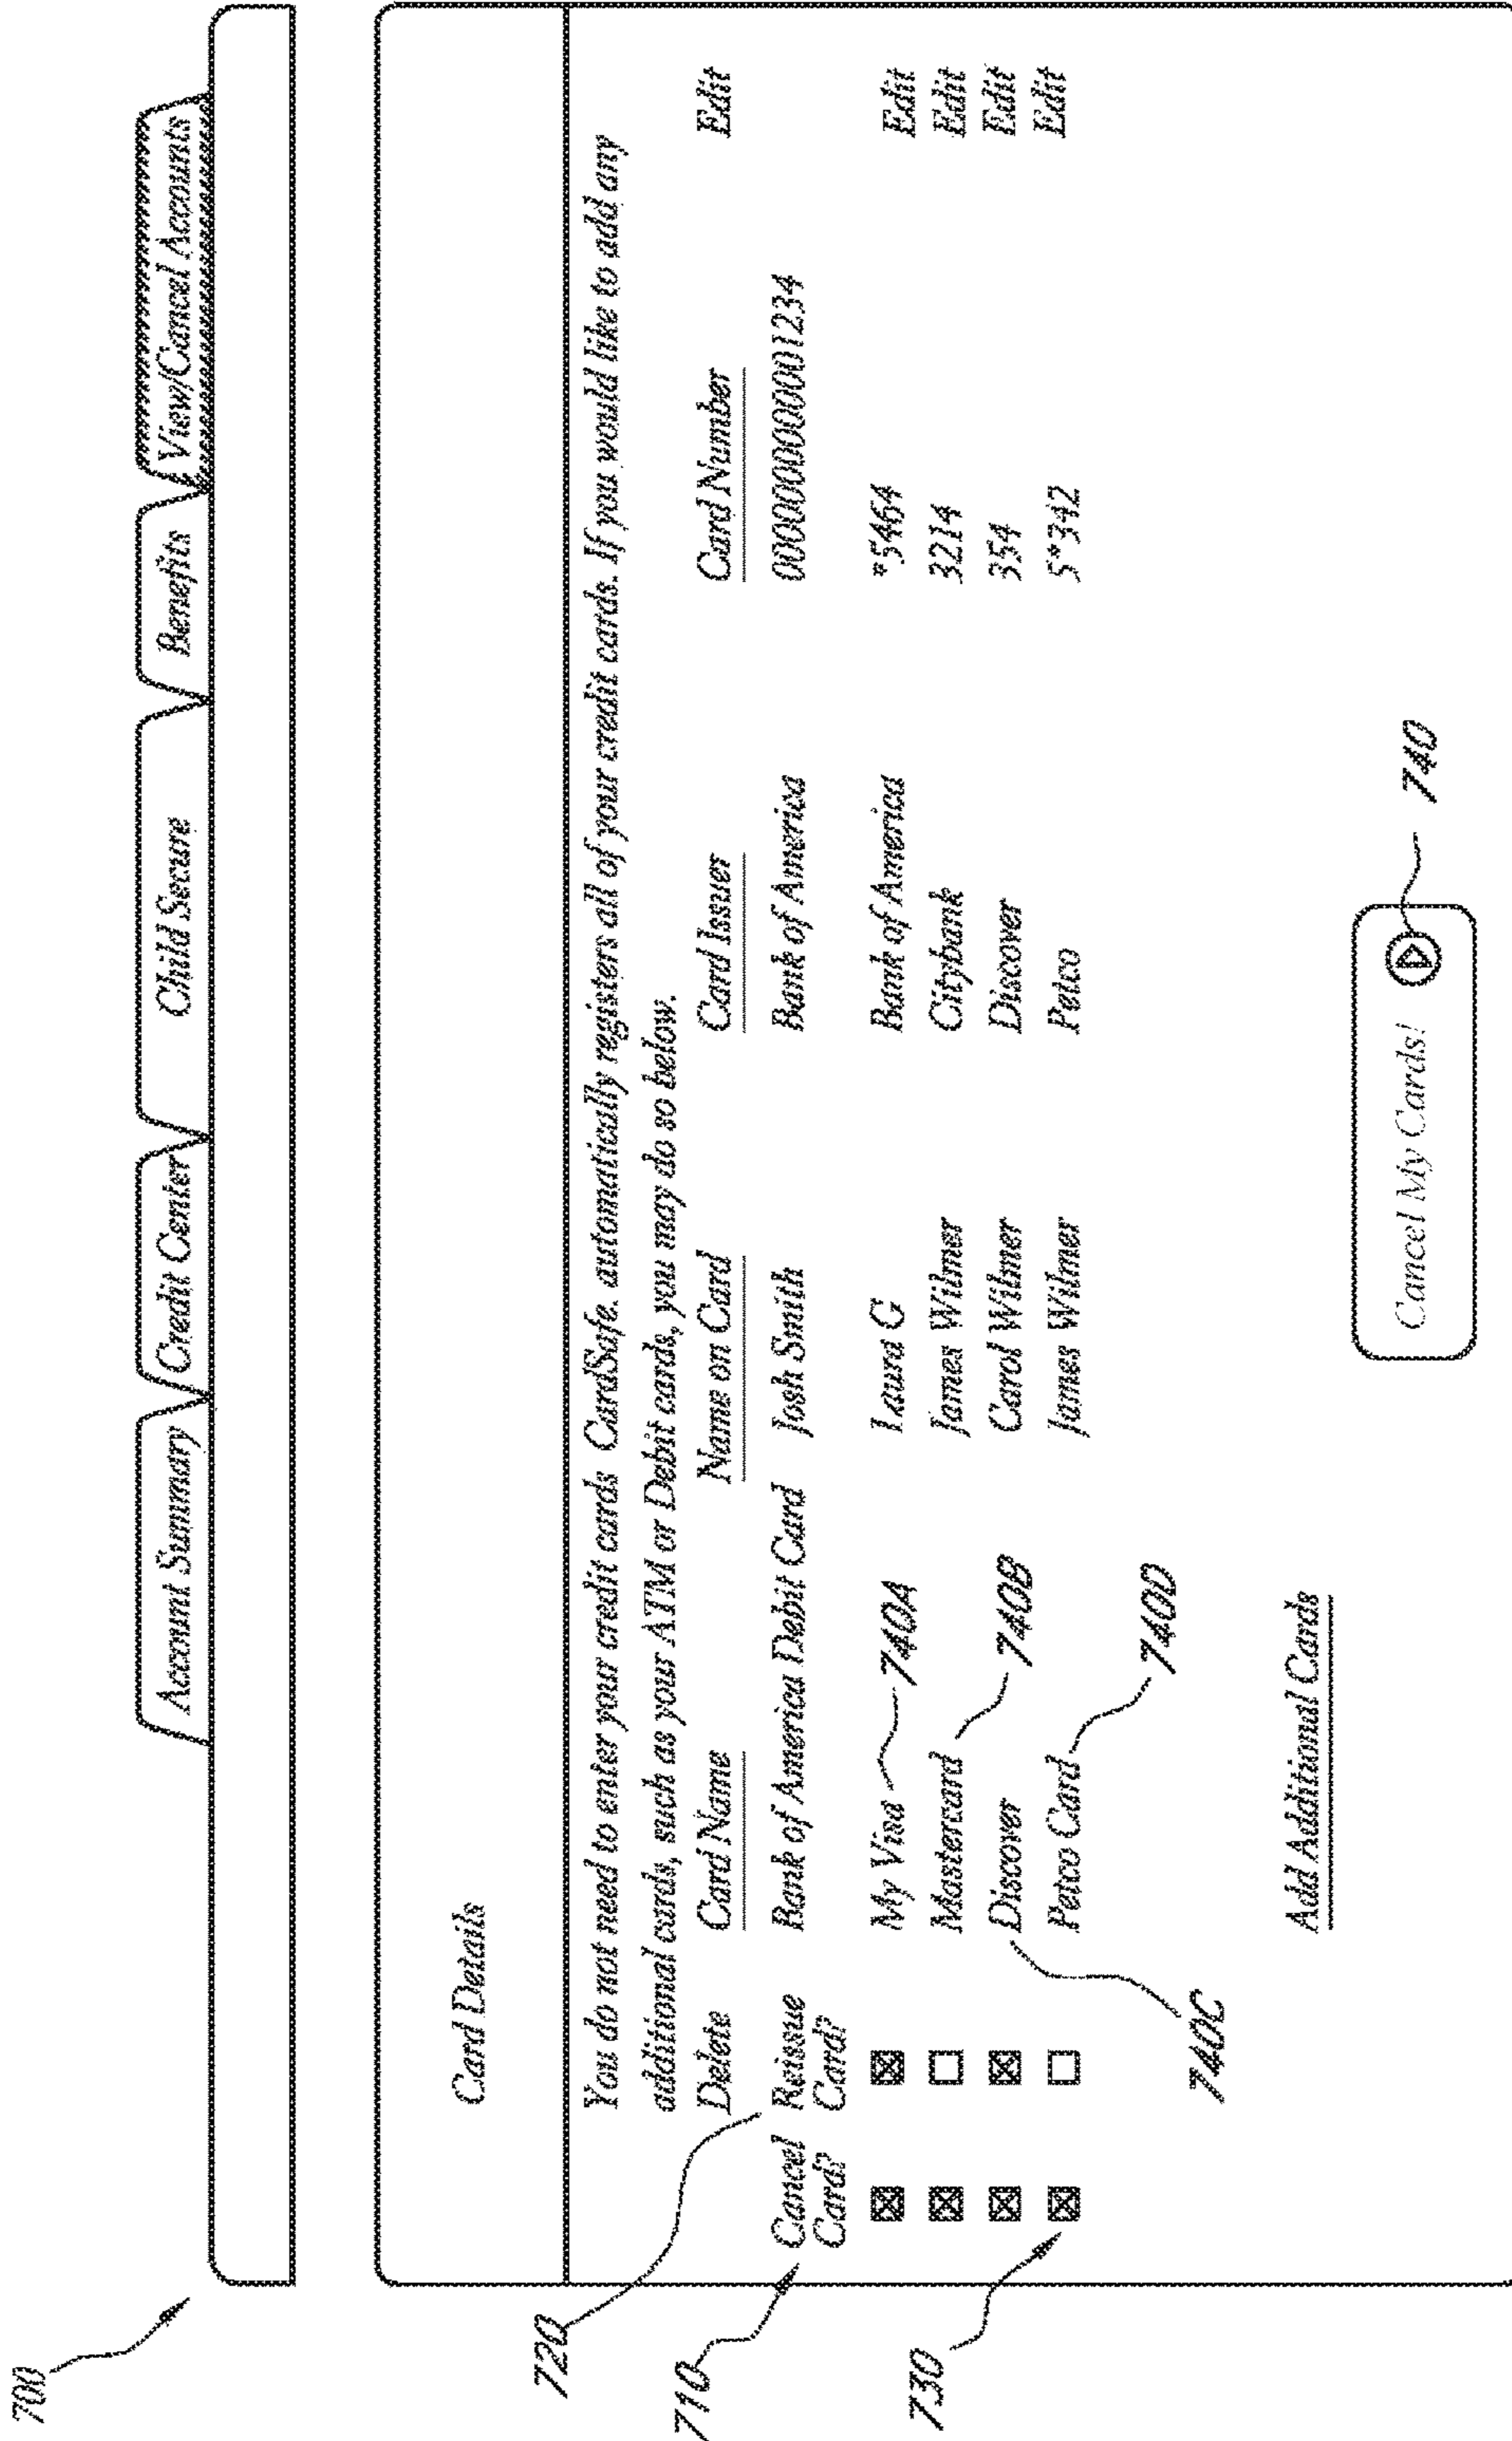 700
Account Summary Credit Center Child Secure Benefits View/Cancel Accounts
Card Details
You do not need to enter your credit cards CardSafe. automatically registers all of your credit cards. If you would like to add any
additional cards, such as your ATM or Debit cards, you may do so below.
720
Delete Card Name Name on Card Card Issuer Card Number Edit
710
Cancel Card? Reissue Card? Bank of America Debit Card Josh Smith Bank of America 0000000000001234
My Visa 740A Laura G Bank of America *5464 Edit
Mastercard 740B James Wilmer Citybank 3214 Edit
Discover Carol Wilmer Discover 354 Edit
730
Petco Card 740D James Wilmer Petco 5*342 Edit
740C
Add Additional Cards
Cancel My Cards! 740